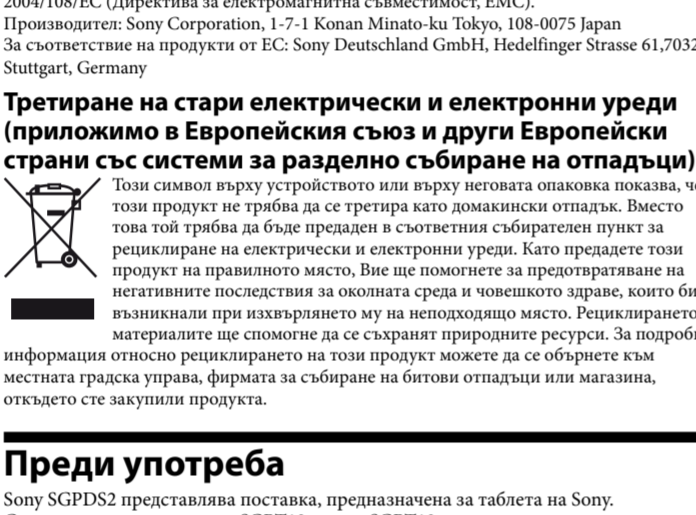 2004/108/EC (Директива за електромагнитна съвместимост, EMC).
Производител: Sony Corporation, 1-7-1 Konan Minato-ku Tokyo, 108-0075 Japan
За съответствие на продукти от ЕС: Sony Deutschland GmbH, Hedelfinger Strasse 61,7032
Stuttgart, Germany
Третиране на стари електрически и електронни уреди
(приложимо в Европейския съюз и други Европейски
страни със системи за разделно събиране на отпадъци)
Този символ върху устройството или върху неговата опаковка показва, че
този продукт не трябва да се третира като домакински отпадък. Вместо
това той трябва да бъде предаден в съответния събирателен пункт за
рециклиране на електрически и електронни уреди. Като предадете този
продукт на правилното място, Вие ще помогнете за предотвратяване на
негативните последствия за околната среда и човешкото здраве, които би
възникнали при изхвърлянето му на неподходящо място. Рециклирането
материалите ще спомогне да се съхранят природните ресурси. За подроб
информация относно рециклирането на този продукт можете да се обърнете към
местната градска управа, фирмата за събиране на битови отпадъци или магазина,
откъдето сте закупили продукта.
Преди употреба
Sony SGPDS2 представлява поставка, предназначена за таблета на Sony.